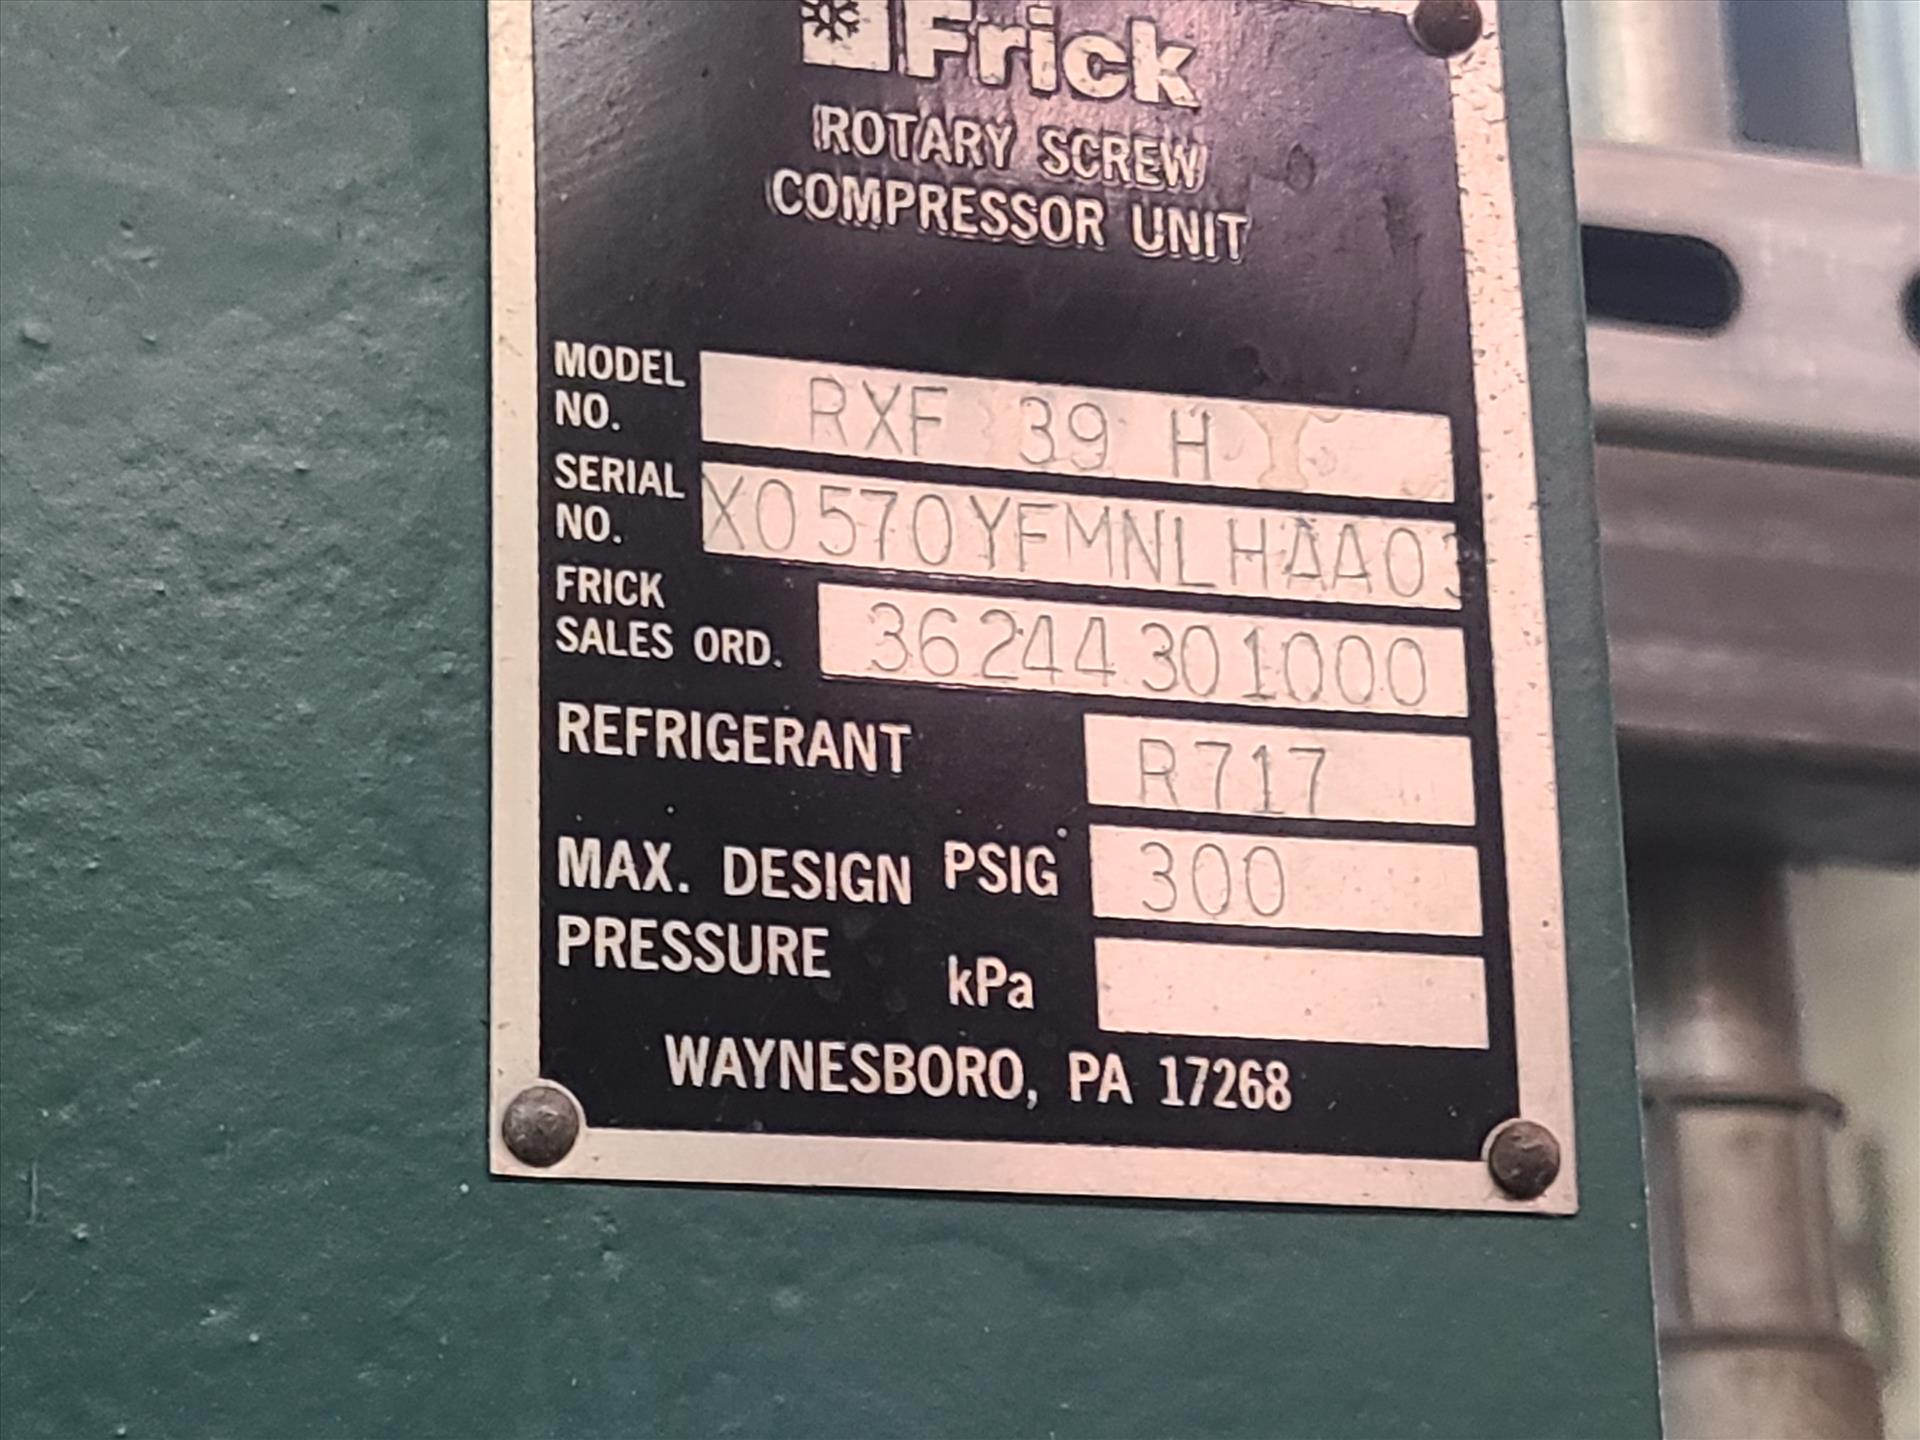 Frick
ROTARY SCREW
COMPRESSOR UNIT
MODEL NO. RXF 39 H
SERIAL NO. X0570YFMNLHAA03
FRICK SALES ORD. 36244301000
REFRIGERANT R717
MAX. DESIGN PRESSURE PSIG 300
kPa
WAYNESBORO, PA 17268